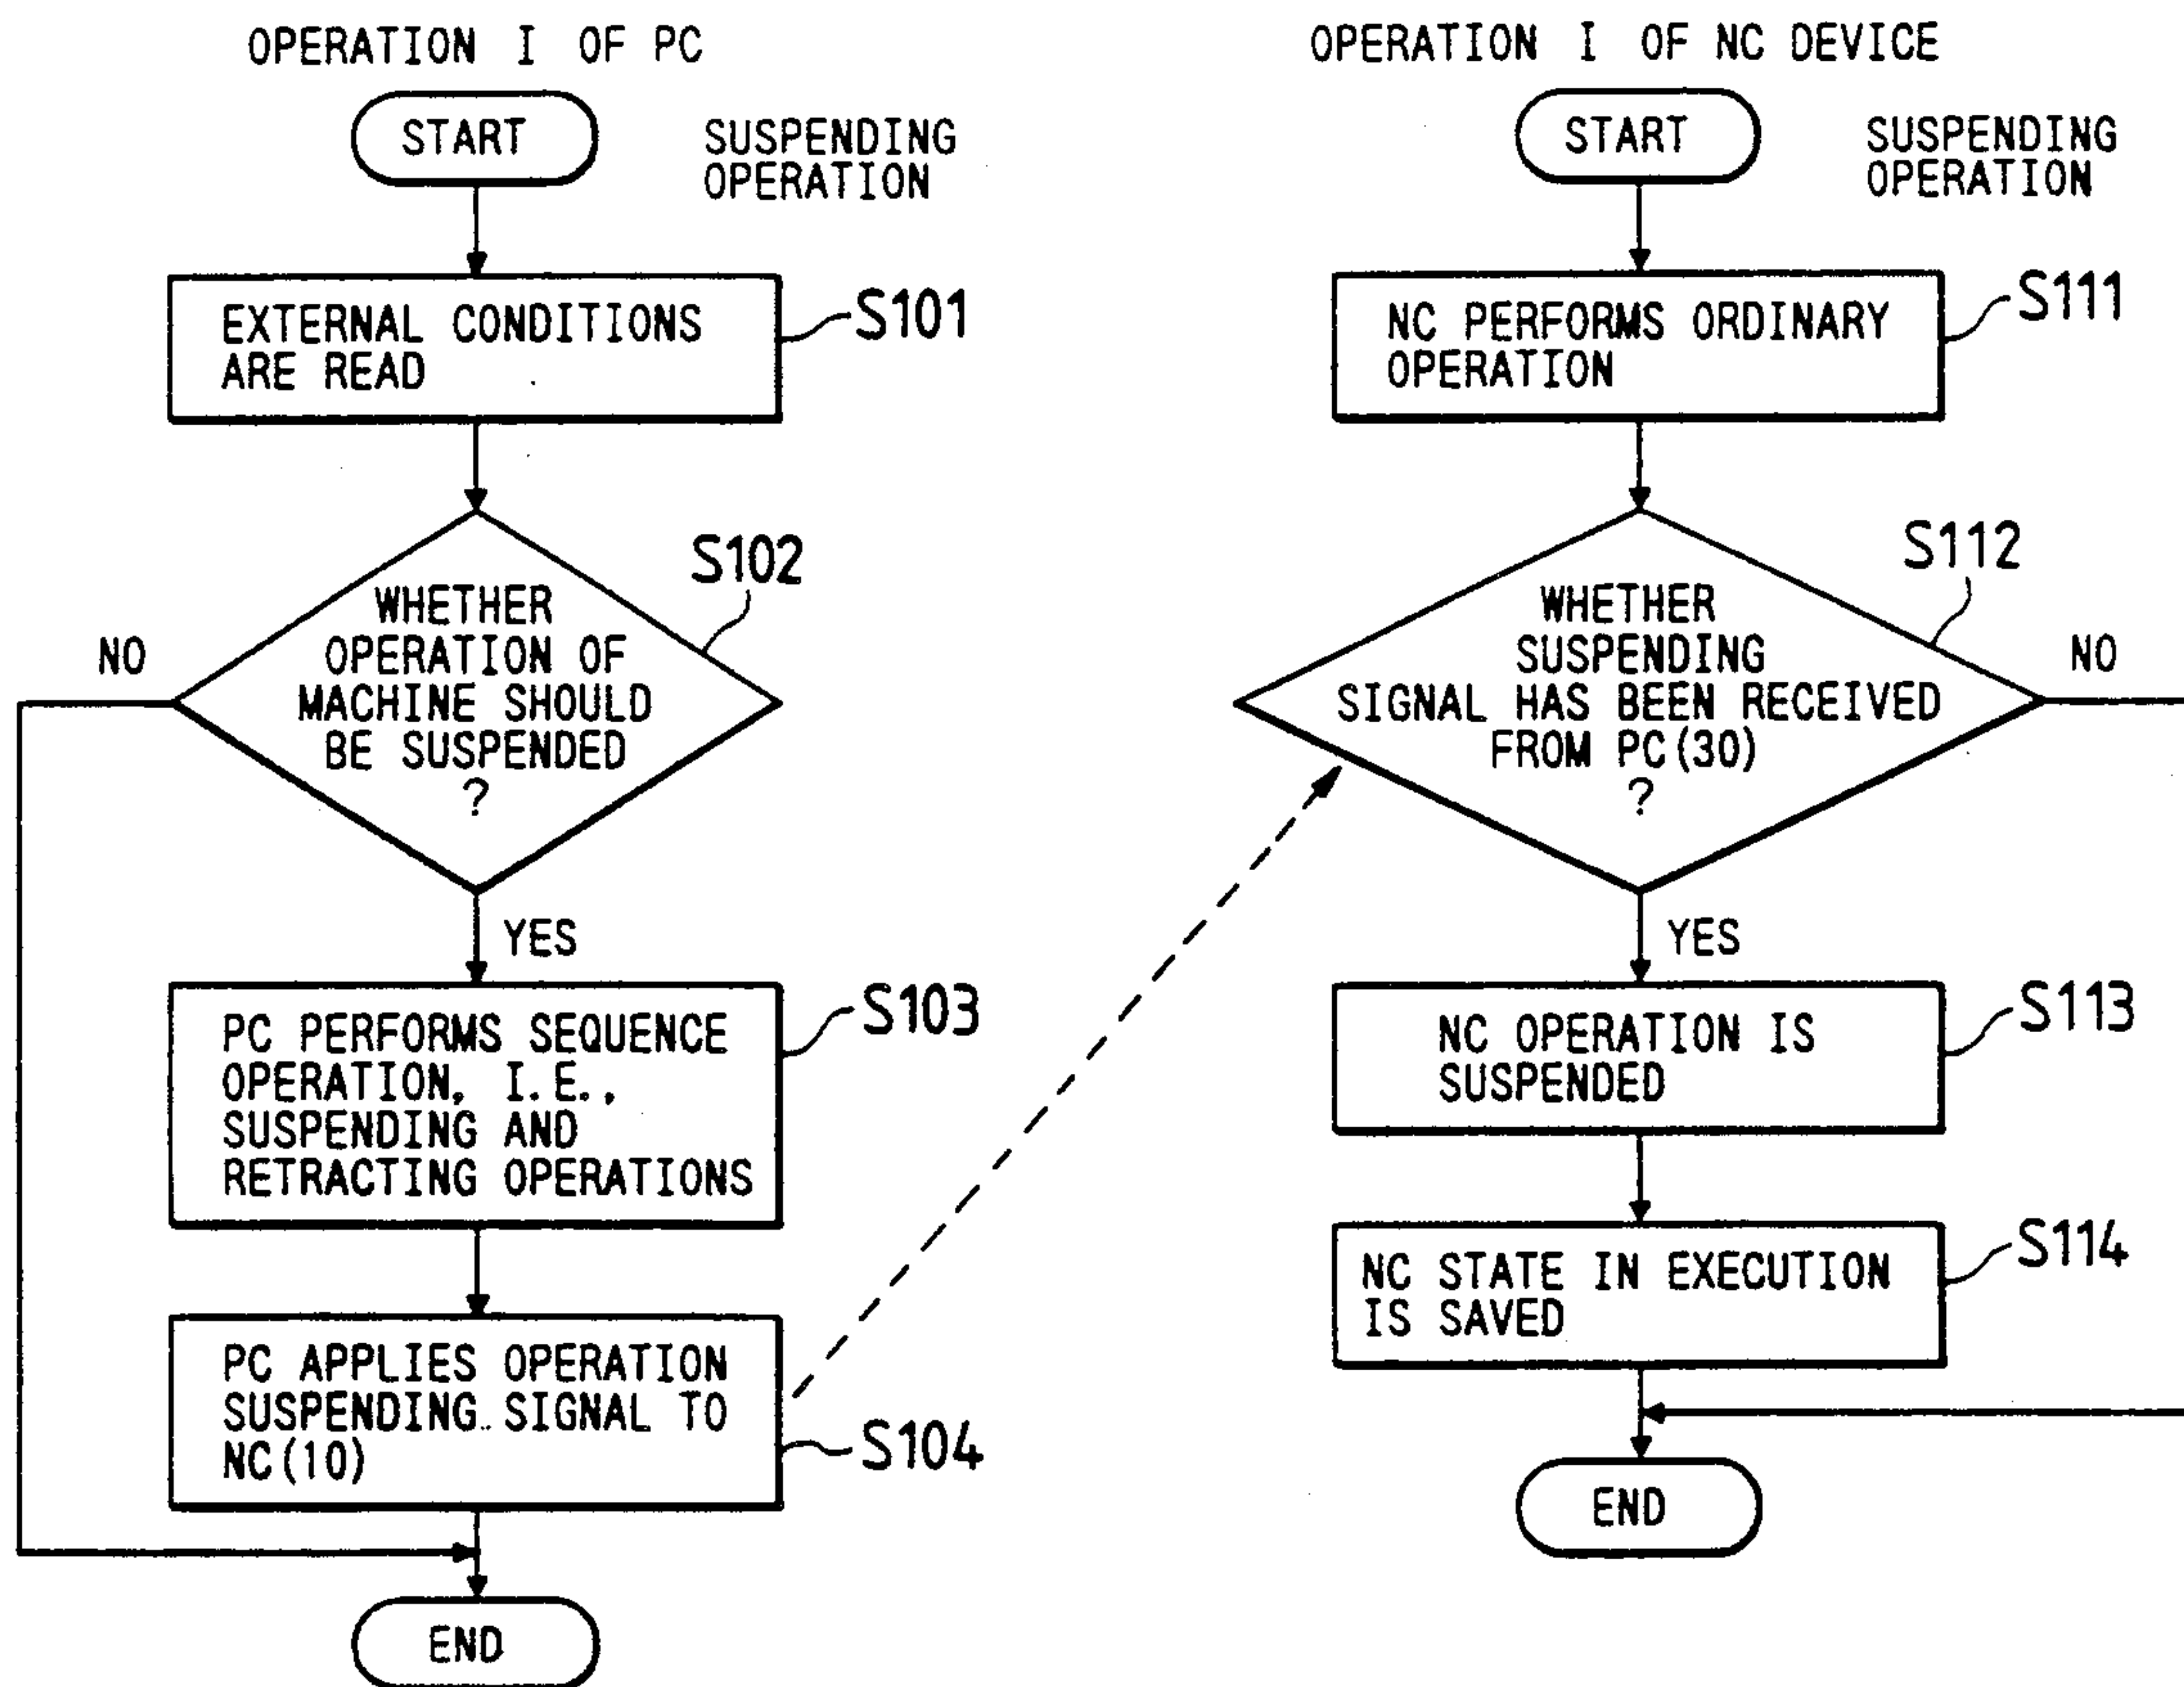 OPERATION I OF PC
START
SUSPENDING
OPERATION
EXTERNAL CONDITIONS
ARE READ
S101
S102
WHETHER
OPERATION OF
MACHINE SHOULD
BE SUSPENDED
?
NO
YES
PC PERFORMS SEQUENCE
OPERATION, I.E.,
SUSPENDING AND
RETRACTING OPERATIONS
S103
PC APPLIES OPERATION
SUSPENDING SIGNAL TO
NC(10)
S104
END
OPERATION I OF NC DEVICE
START
SUSPENDING
OPERATION
NC PERFORMS ORDINARY
OPERATION
S111
S112
WHETHER
SUSPENDING
SIGNAL HAS BEEN RECEIVED
FROM PC(30)
?
NO
YES
NC OPERATION IS
SUSPENDED
S113
NC STATE IN EXECUTION
IS SAVED
S114
END